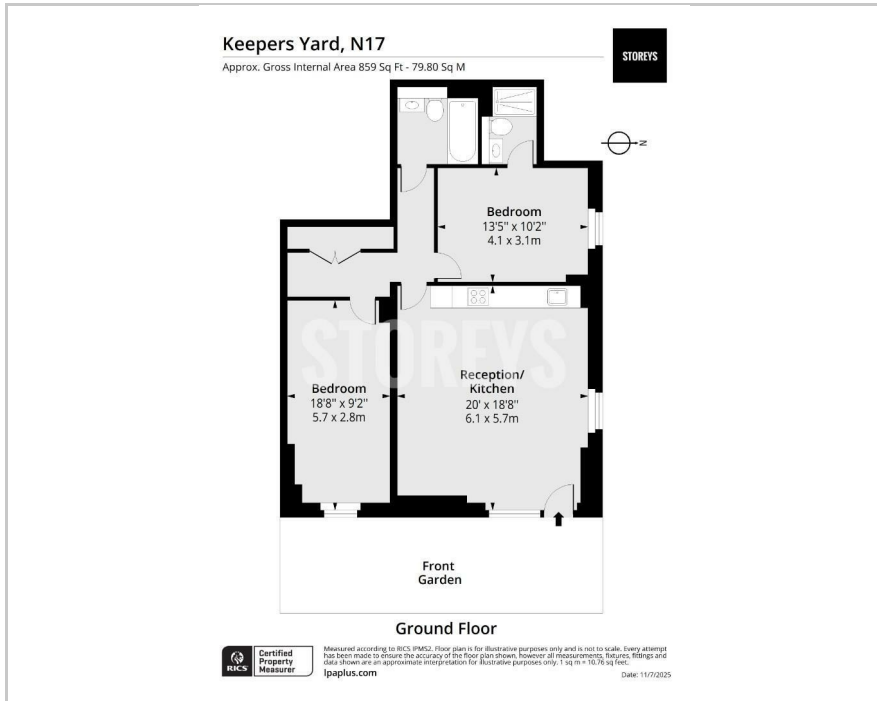 Keepers Yard, N17
Approx. Gross Internal Area 859 Sq Ft - 79.80 Sq M
STOREYS
N
Bedroom
13'5" x 10'2"
4.1 x 3.1m
STOREYS
Reception/
Kitchen
20' x 18'8"
6.1 x 5.7m
Bedroom
18'8" x 9'2"
5.7 x 2.8m
Front
Garden
Ground Floor
RICS
Certified
Property
Measurer
Measured according to RICS IPMS2. Floor plan is for illustrative purposes only and is not to scale. Every attempt
has been made to ensure the accuracy of the floor plan shown, however all measurements, fixtures, fittings and
data shown are an approximate interpretation for illustrative purposes only. 1 sq m = 10.76 sq feet.
lpaplus.com
Date: 11/7/2025